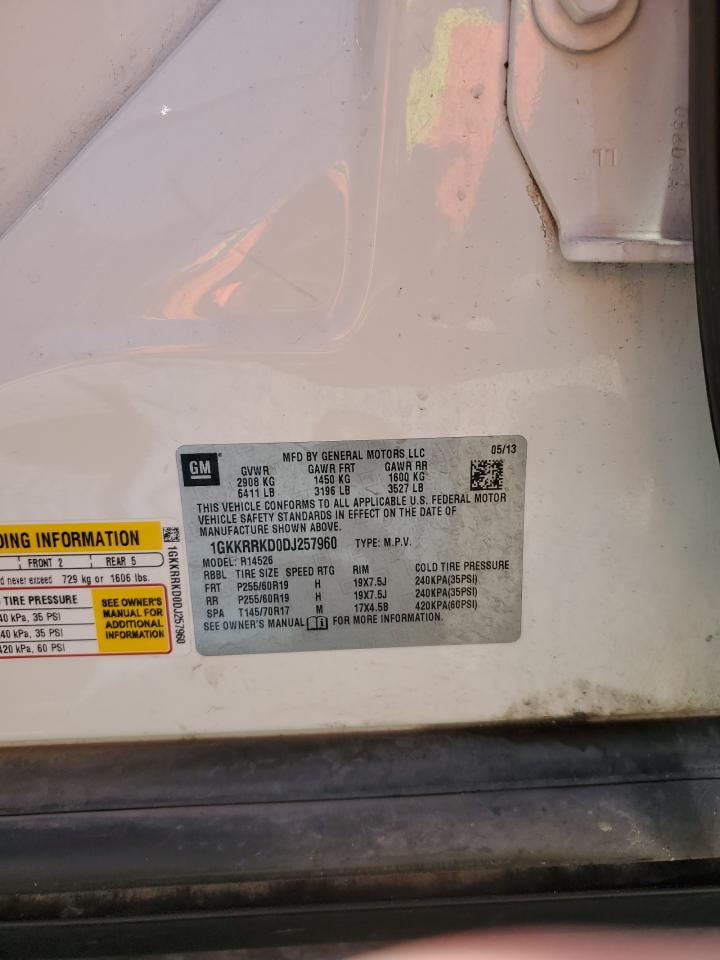 GM
MFD BY GENERAL MOTORS LLC 05/13
GVWR GAWR FRT GAWR RR
2908 KG 1450 KG 1600 KG
6411 LB 3196 LB 3527 LB
THIS VEHICLE CONFORMS TO ALL APPLICABLE U.S. FEDERAL MOTOR
VEHICLE SAFETY STANDARDS IN EFFECT ON THE DATE OF
MANUFACTURE SHOWN ABOVE.
1GKKRRKD0DJ257960 TYPE: M.P.V.
MODEL: R14526
RBBL TIRE SIZE SPEED RTG RIM COLD TIRE PRESSURE
FRT P255/60R19 H 19X7.5J 240KPA(35PSI)
RR P255/60R19 H 19X7.5J 240KPA(35PSI)
SPA T145/70R17 M 17X4.5B 420KPA(60PSI)
SEE OWNER'S MANUAL FOR MORE INFORMATION.
DING INFORMATION
FRONT 2 REAR 5
d never exceed 729 kg or 1606 lbs.
TIRE PRESSURE
40 kPa, 35 PSI
40 kPa, 35 PSI
420 kPa, 60 PSI
SEE OWNER'S
MANUAL FOR
ADDITIONAL
INFORMATION
1GKKRRKD0DJ257960
TI